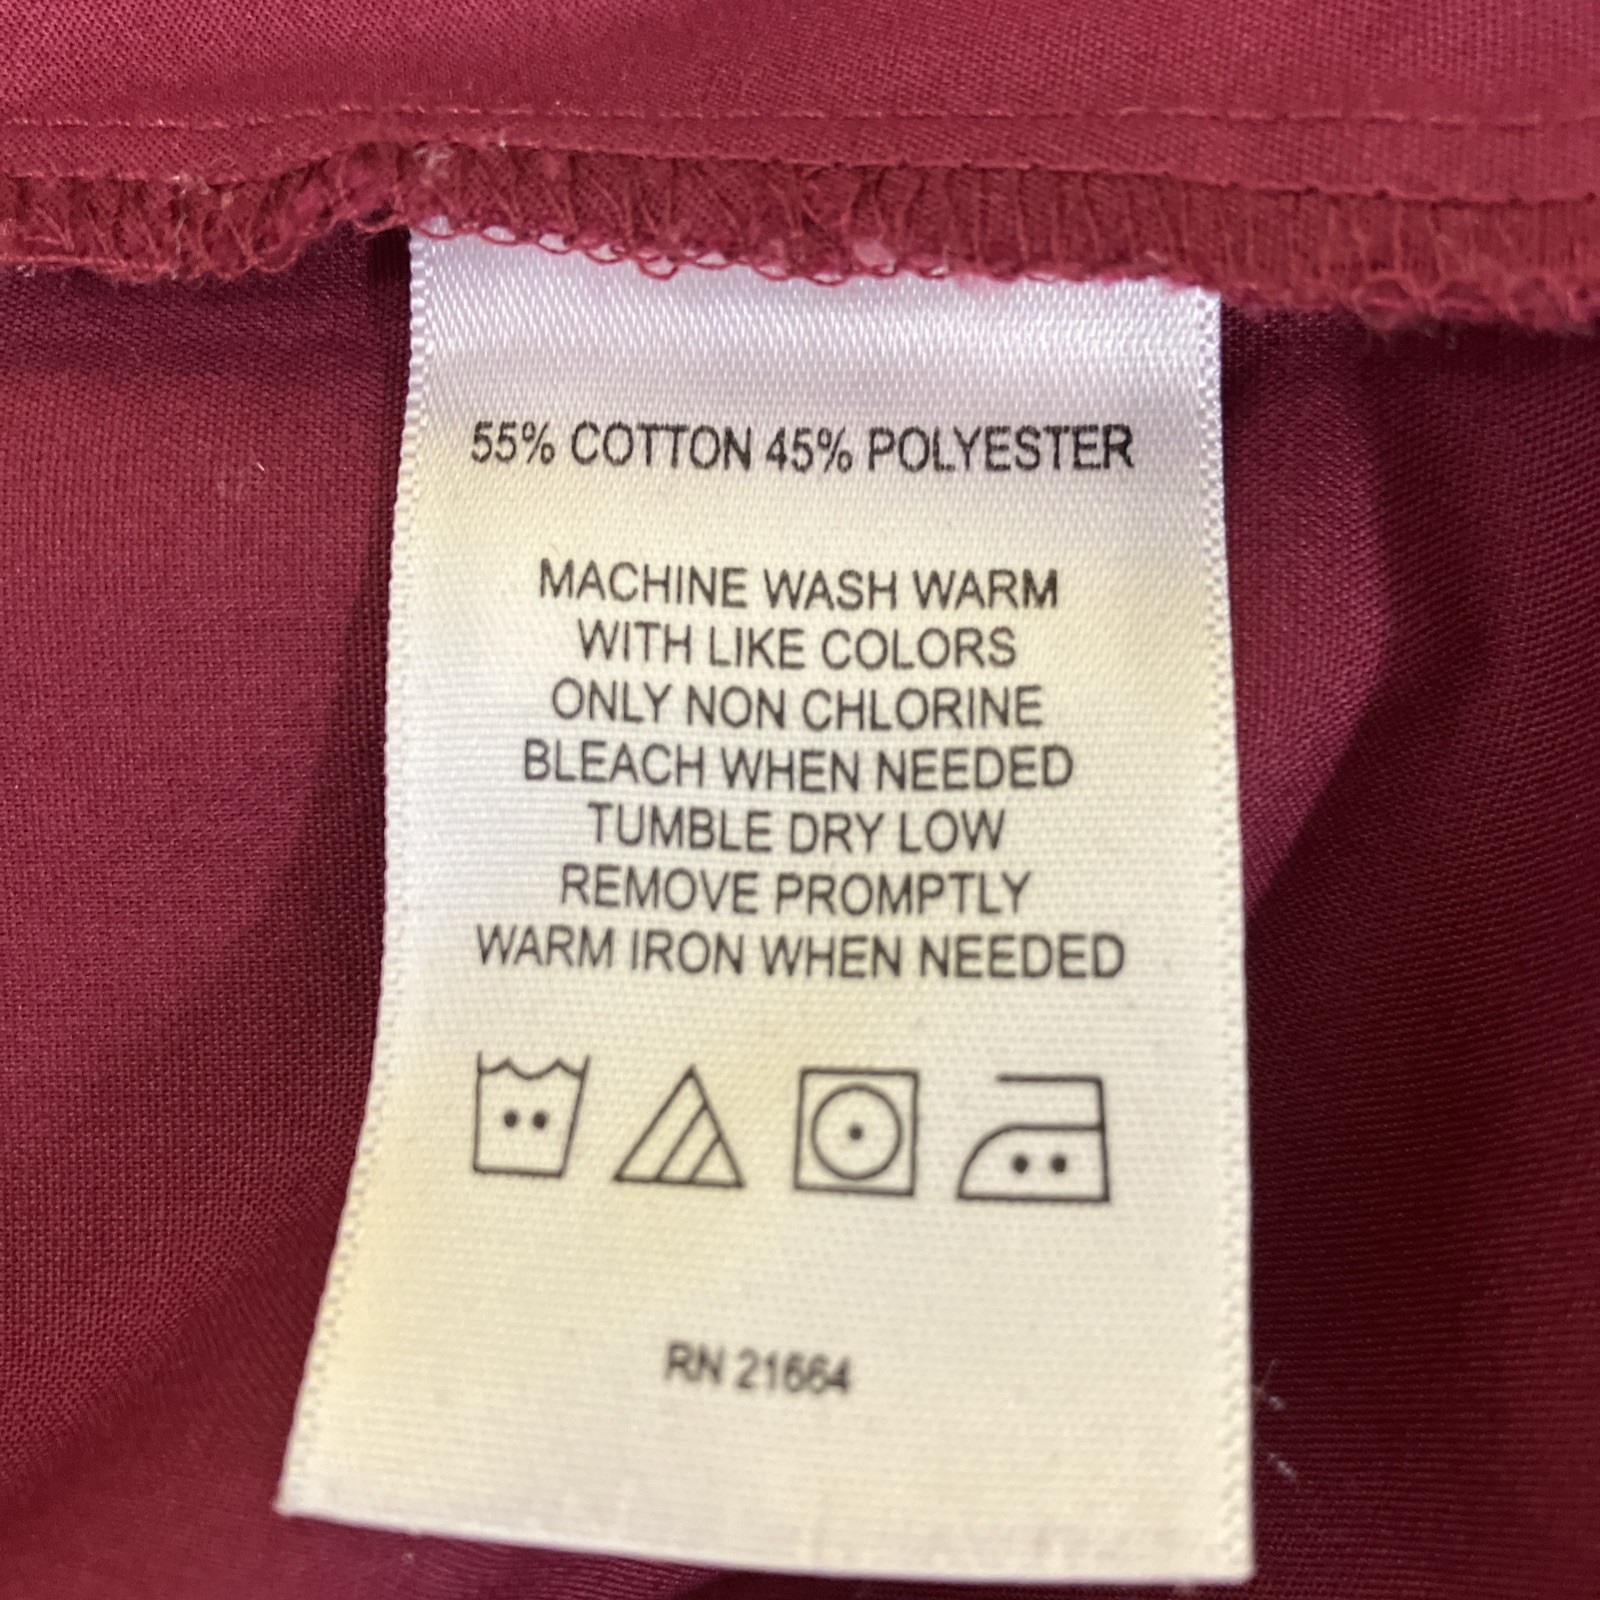 55% COTTON 45% POLYESTER
MACHINE WASH WARM
WITH LIKE COLORS
ONLY NON CHLORINE
BLEACH WHEN NEEDED
TUMBLE DRY LOW
REMOVE PROMPTLY
WARM IRON WHEN NEEDED
RN 21664